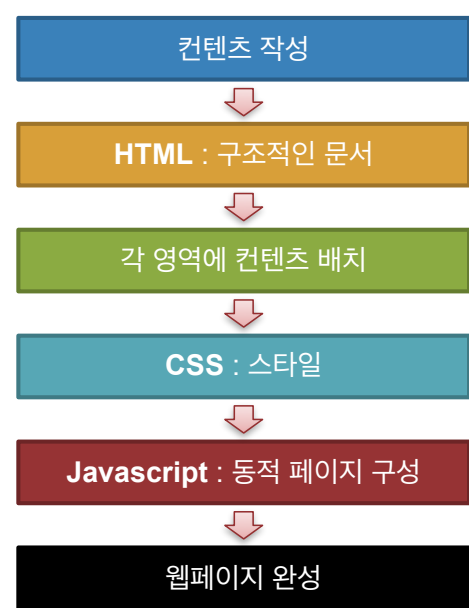 컨텐츠 작성
HTML : 구조적인 문서
각 영역에 컨텐츠 배치
CSS : 스타일
Javascript : 동적 페이지 구성
웹페이지 완성